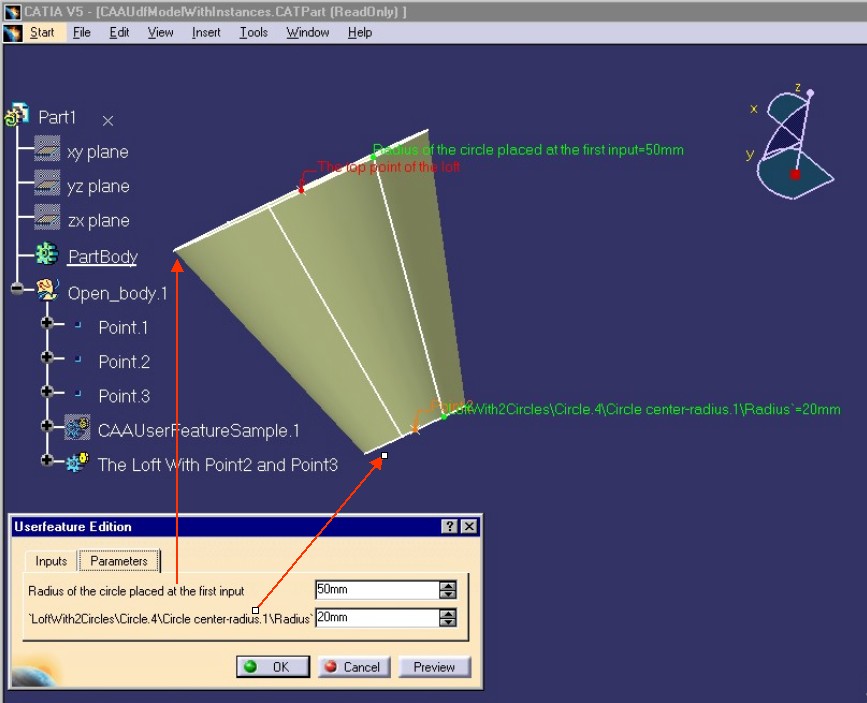 CATIA V5 - [CAAUdfModelWithInstances.CATPart (ReadOnly) ]
Start File Edit View Insert Tools Window Help
Part1
xy plane
yz plane
zx plane
PartBody
Open_body.1
Point.1
Point.2
Point.3
CAAUserFeatureSample.1
The Loft With Point2 and Point3
Radius of the circle placed at the first input=50mm
The top point of the loft
LoftWith2Circles\Circle.4\Circle center-radius.1\Radius`=20mm
z
x
y
Userfeature Edition
Inputs Parameters
Radius of the circle placed at the first input 50mm
`LoftWith2Circles\Circle.4\Circle center-radius.1\Radius` 20mm
OK Cancel Preview